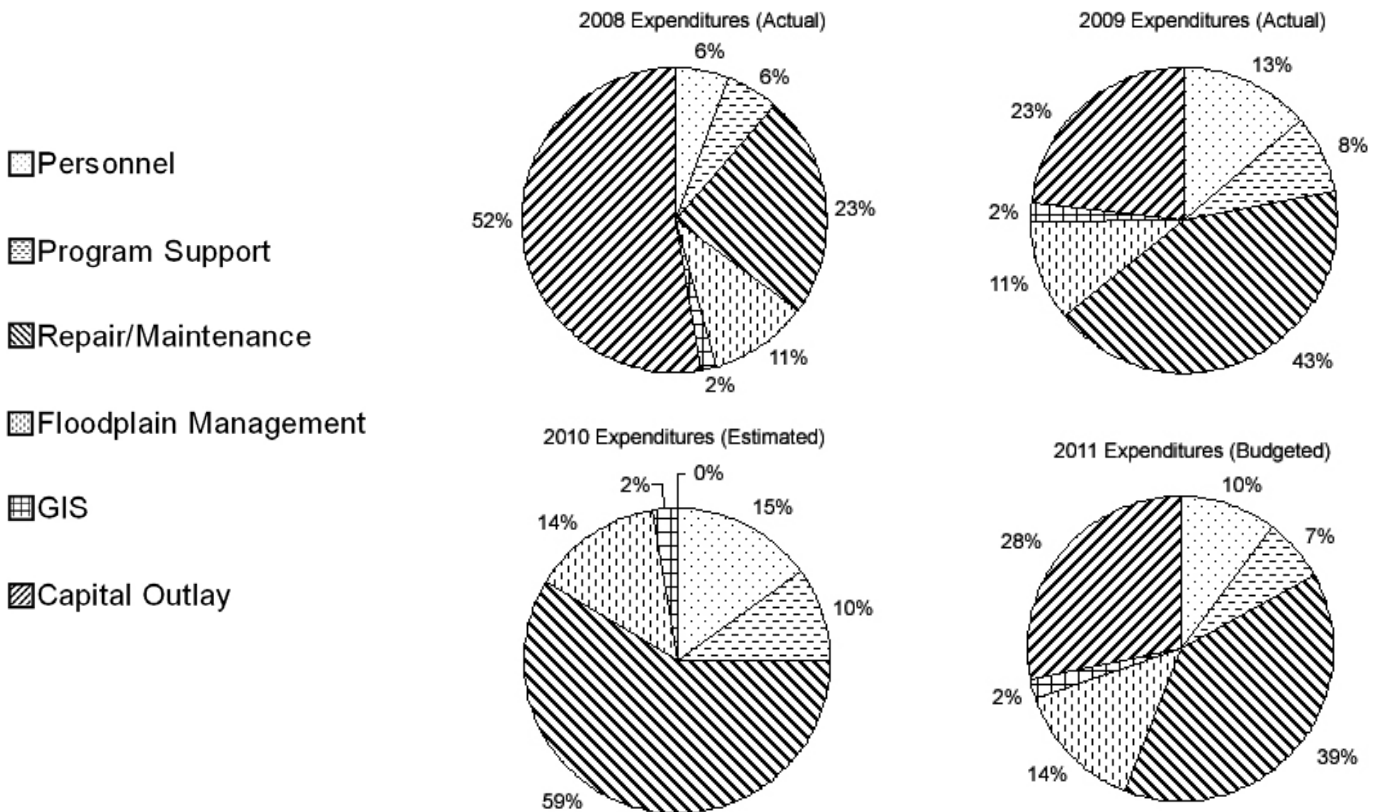 Personnel
Program Support
Repair/Maintenance
Floodplain Management
GIS
Capital Outlay
2008 Expenditures (Actual)
6%
6%
23%
11%
2%
52%
2009 Expenditures (Actual)
13%
8%
43%
11%
2%
23%
2010 Expenditures (Estimated)
0%
15%
10%
59%
14%
2%
2011 Expenditures (Budgeted)
10%
7%
39%
14%
2%
28%